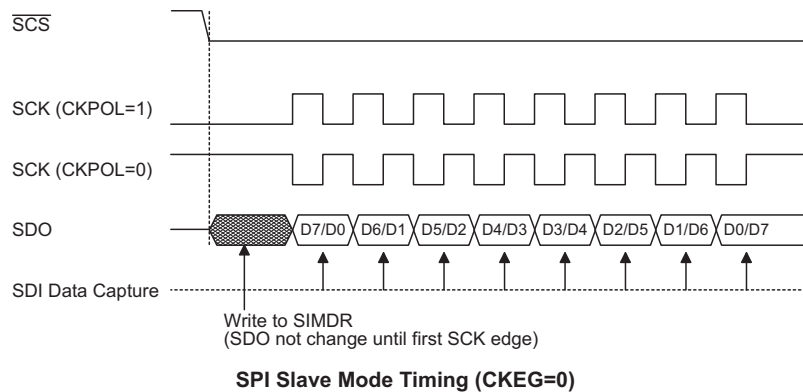 SCS
SCK (CKPOL=1)
SCK (CKPOL=0)
SDO
D7/D0 D6/D1 D5/D2 D4/D3 D3/D4 D2/D5 D1/D6 D0/D7
SDI Data Capture
Write to SIMDR
(SDO not change until first SCK edge)
SPI Slave Mode Timing (CKEG=0)